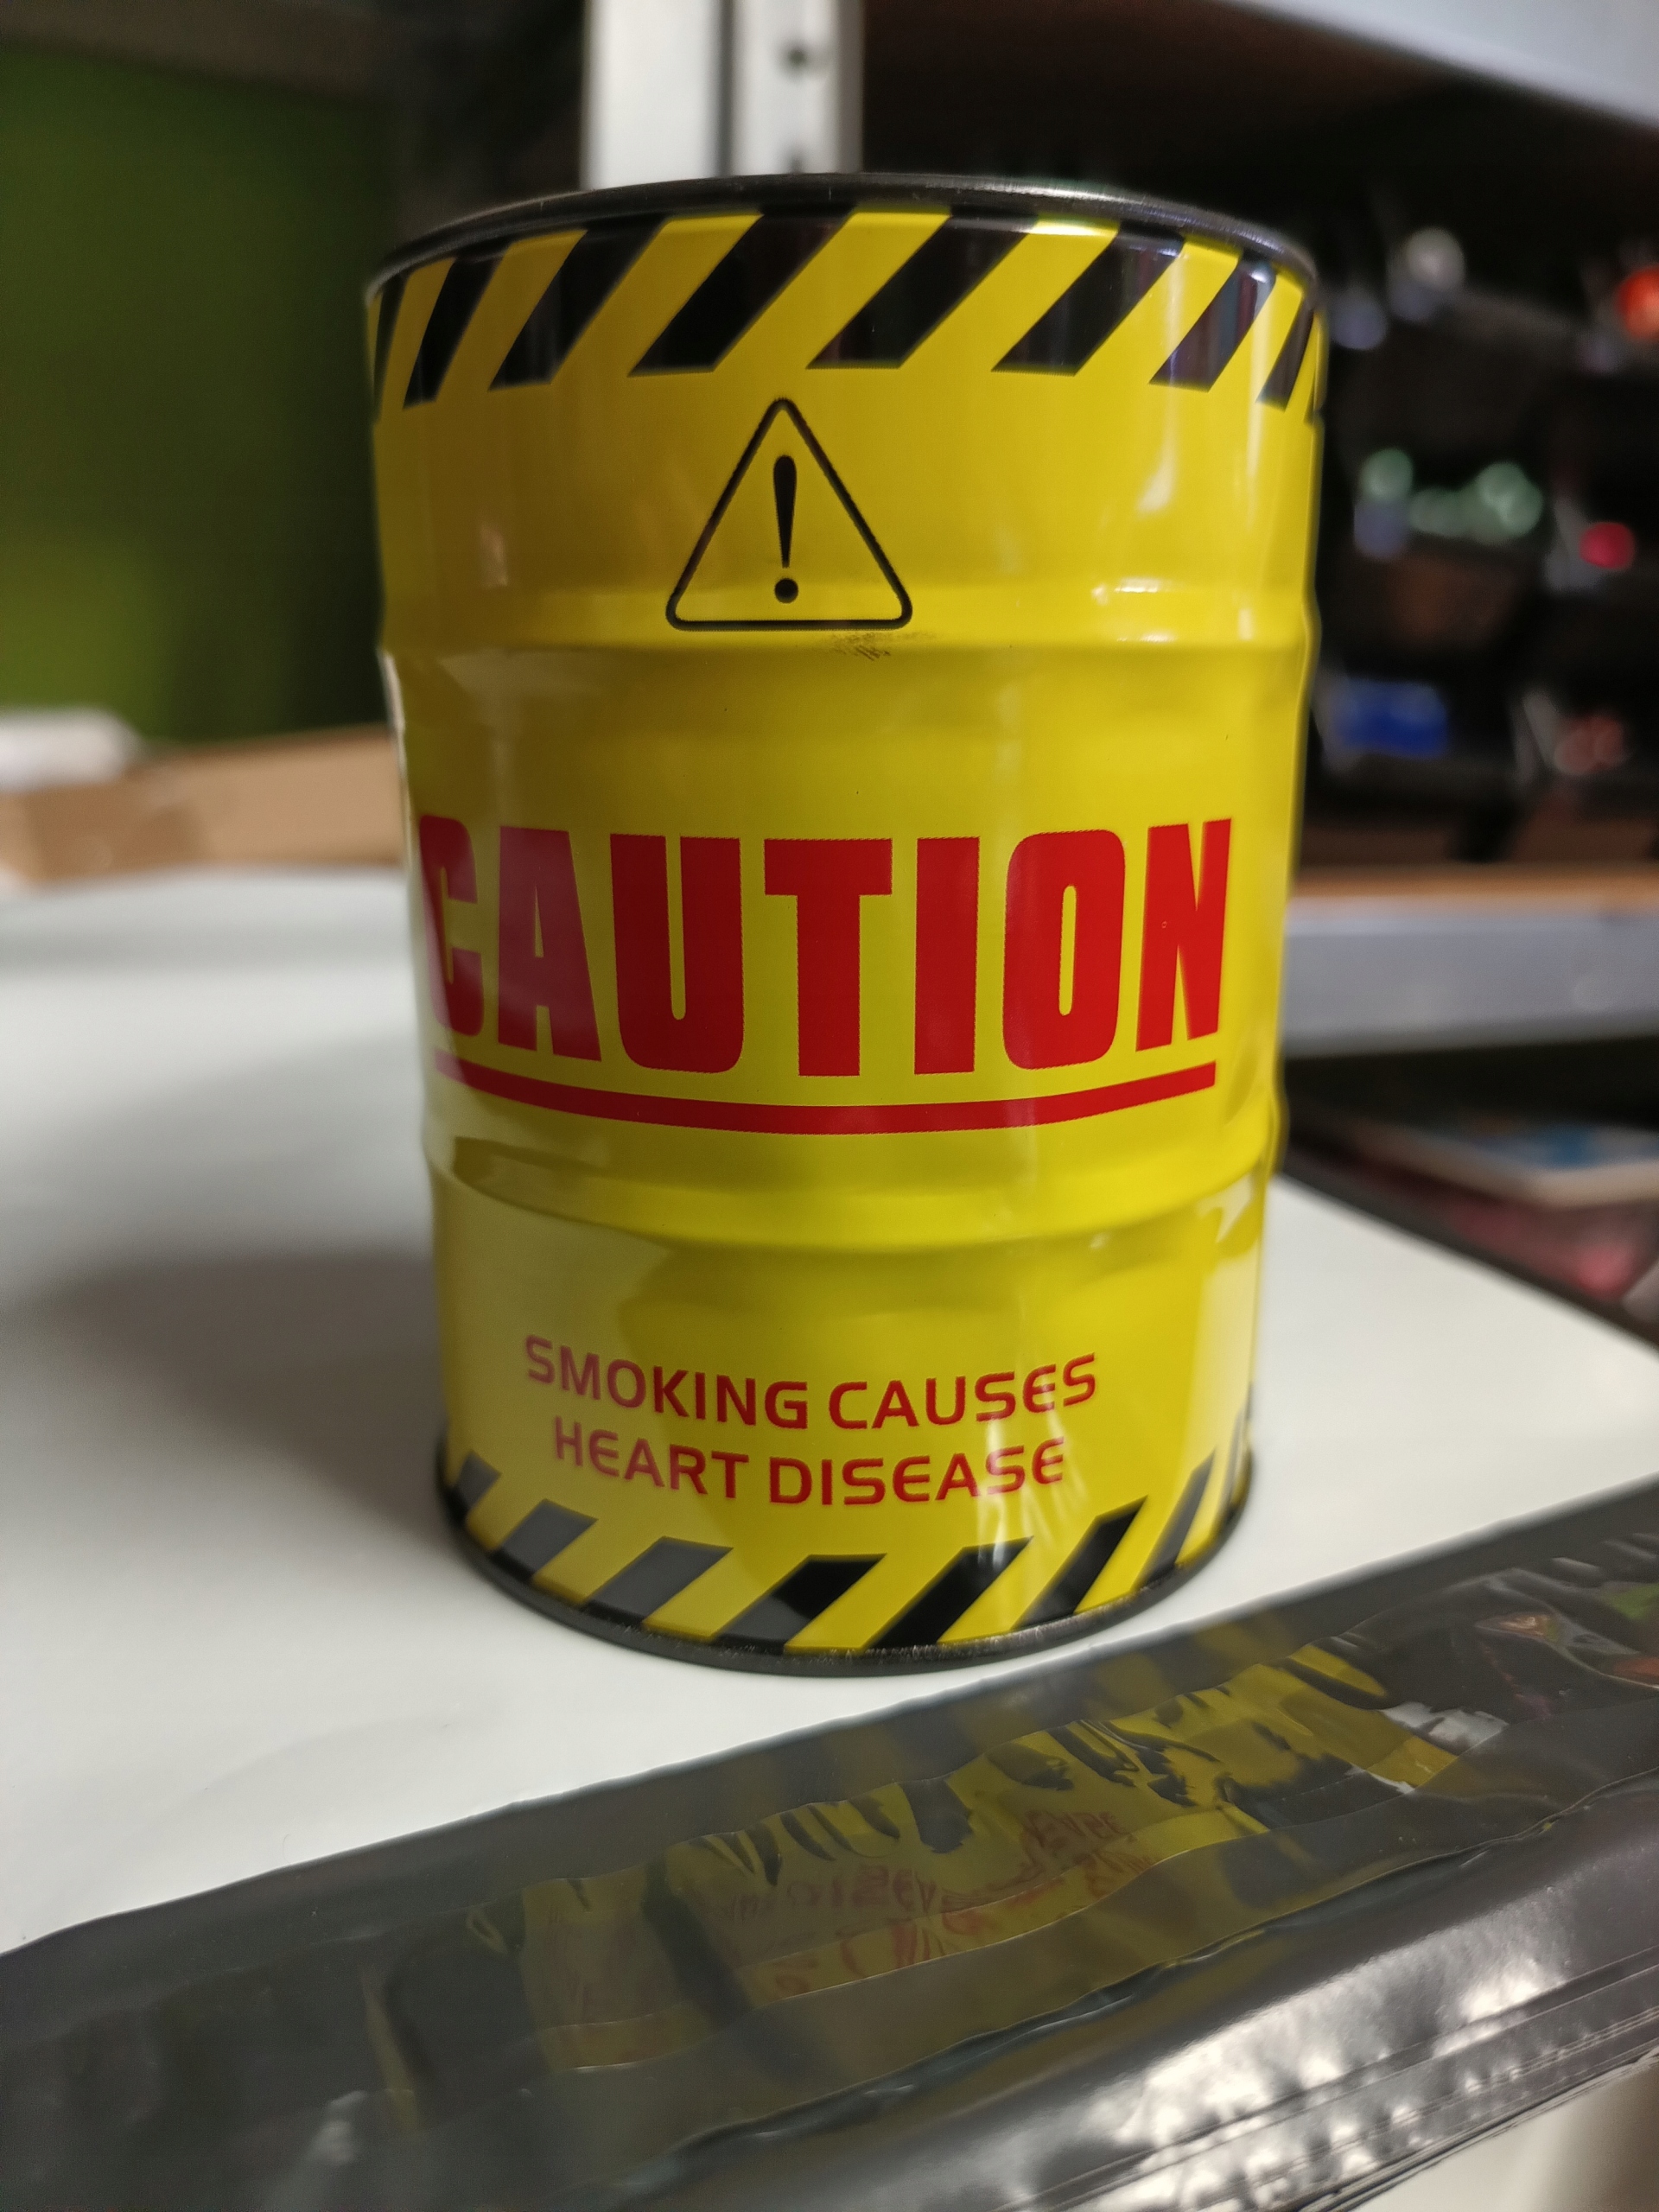 !
CAUTION
SMOKING CAUSES
HEART DISEASE